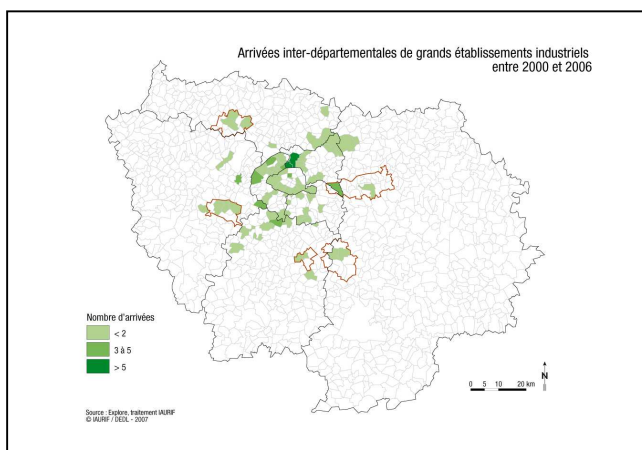 Arrivées inter-départementales de grands établissements industriels
entre 2000 et 2006
Nombre d'arrivées
< 2
3 à 5
> 5
0 5 10 20 km
N
Source : Explore, traitement IAURIF
© IAURIF / DEDL - 2007